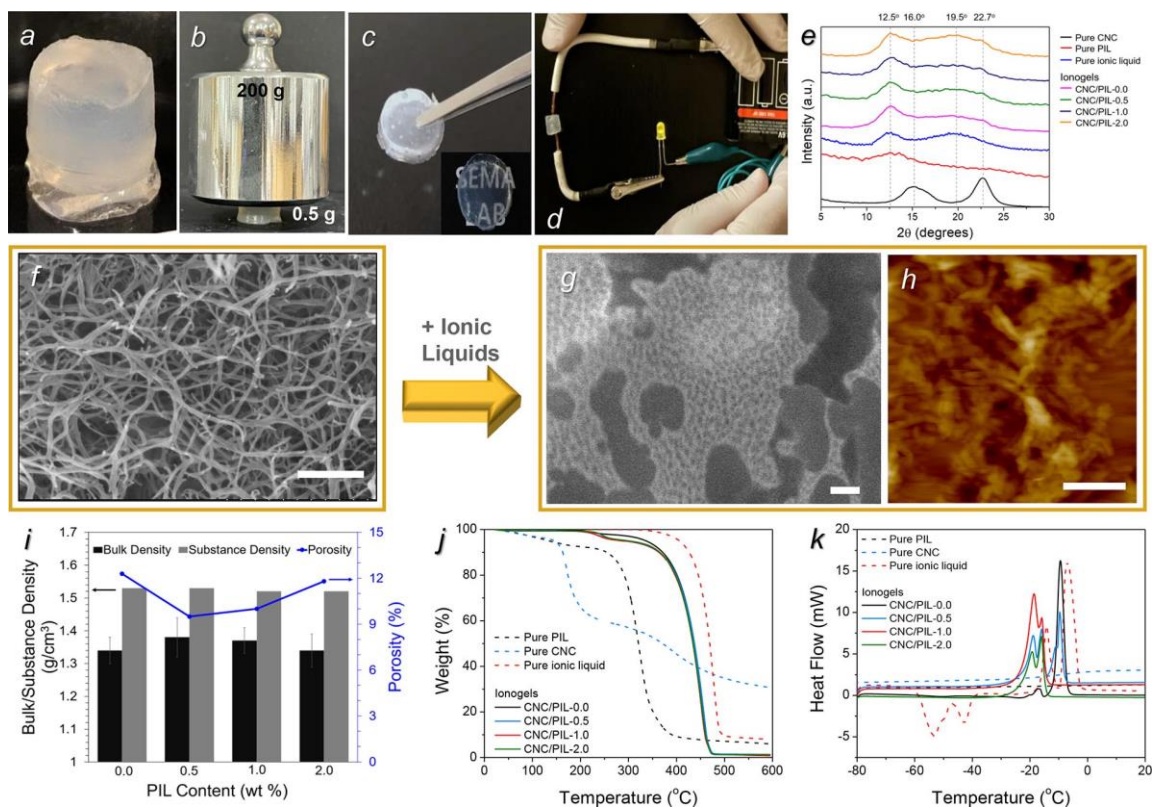 a
b
200 g
0.5 g
c
SEMA
LAB
d
e
12.5° 16.0° 19.5° 22.7°
Intensity (a.u.)
2θ (degrees)
5 10 15 20 25 30
Pure CNC
Pure PIL
Pure ionic liquid
Ionogels
CNC/PIL-0.0
CNC/PIL-0.5
CNC/PIL-1.0
CNC/PIL-2.0
f
+ Ionic
Liquids
g
h
i
Bulk/Substance Density
(g/cm³)
1.7
1.6
1.5
1.4
1.3
1.2
1.1
1
Bulk Density Substance Density Porosity
15
12
9
6
3
0
Porosity (%)
0.0 0.5 1.0 2.0
PIL Content (wt %)
j
Weight (%)
100
80
60
40
20
0
Pure PIL
Pure CNC
Pure ionic liquid
Ionogels
CNC/PIL-0.0
CNC/PIL-0.5
CNC/PIL-1.0
CNC/PIL-2.0
0 100 200 300 400 500 600
Temperature (°C)
k
Heat Flow (mW)
20
15
10
5
0
-5
-10
Pure PIL
Pure CNC
Pure ionic liquid
Ionogels
CNC/PIL-0.0
CNC/PIL-0.5
CNC/PIL-1.0
CNC/PIL-2.0
-80 -60 -40 -20
Temperature (°C)